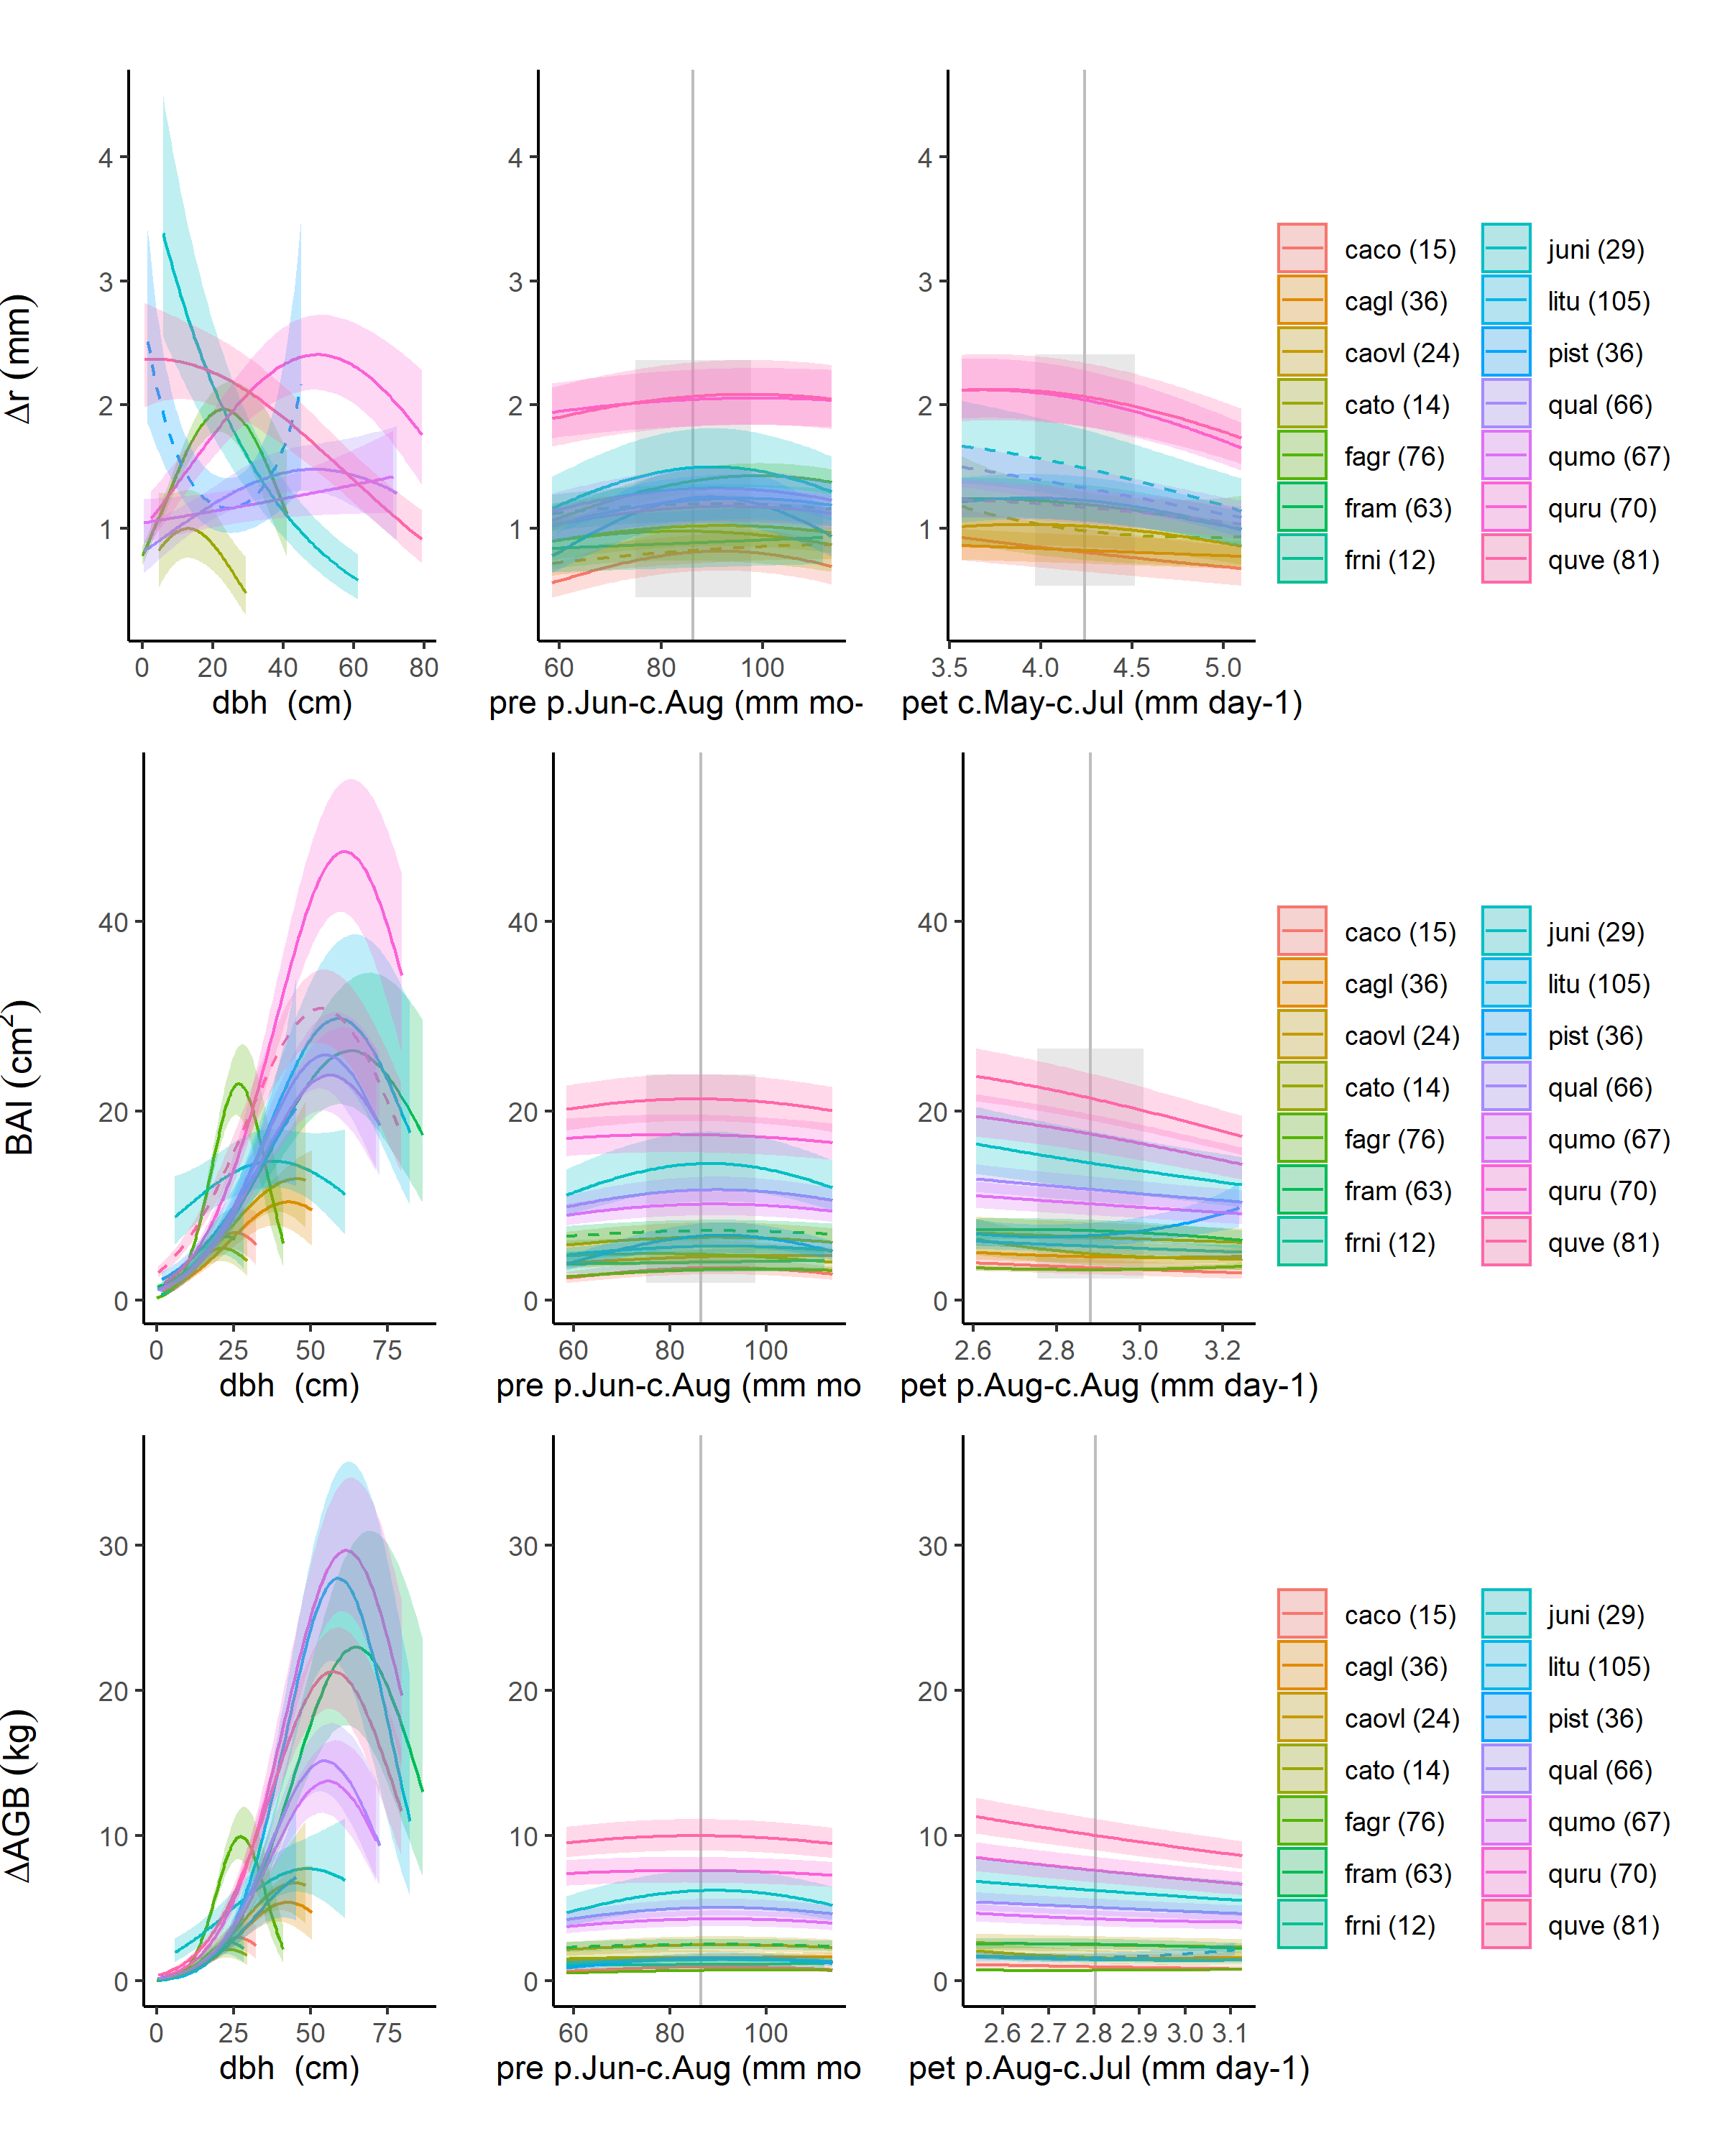 Δr (mm)
4
3
2
1
0 20 40 60 80
dbh (cm)
4
3
2
1
60 80 100
pre p.Jun-c.Aug (mm mo-
4
3
2
1
3.5 4.0 4.5 5.0
pet c.May-c.Jul (mm day-1)
caco (15) juni (29)
cagl (36) litu (105)
caovl (24) pist (36)
cato (14) qual (66)
fagr (76) qumo (67)
fram (63) quru (70)
frni (12) quve (81)
BAI (cm²)
40
20
0
0 25 50 75
dbh (cm)
40
20
0
60 80 100
pre p.Jun-c.Aug (mm mo
40
20
0
2.6 2.8 3.0 3.2
pet p.Aug-c.Aug (mm day-1)
caco (15) juni (29)
cagl (36) litu (105)
caovl (24) pist (36)
cato (14) qual (66)
fagr (76) qumo (67)
fram (63) quru (70)
frni (12) quve (81)
ΔAGB (kg)
30
20
10
0
0 25 50 75
dbh (cm)
30
20
10
0
60 80 100
pre p.Jun-c.Aug (mm mo
30
20
10
0
2.6 2.7 2.8 2.9 3.0 3.1
pet p.Aug-c.Jul (mm day-1)
caco (15) juni (29)
cagl (36) litu (105)
caovl (24) pist (36)
cato (14) qual (66)
fagr (76) qumo (67)
fram (63) quru (70)
frni (12) quve (81)